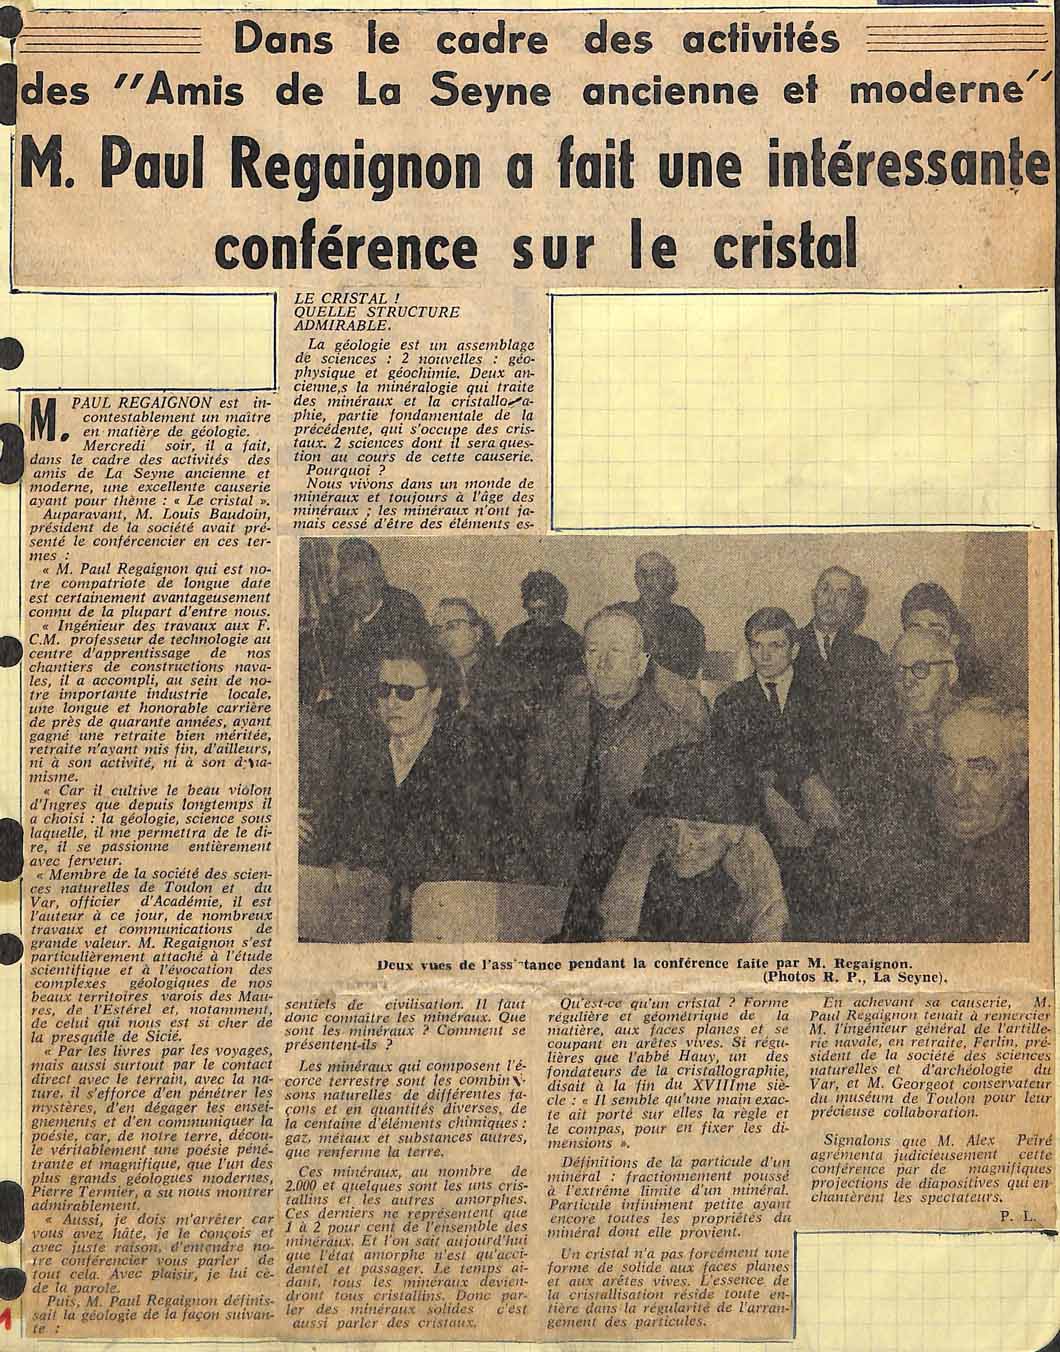 Dans le cadre des activités
des "Amis de La Seyne ancienne et moderne"
M. Paul Regaignon a fait une intéressante
conférence sur le cristal
M. PAUL REGAIGNON est in-
contestablement un maître
en matière de géologie.
Mercredi soir, il a fait,
dans le cadre des activités des
amis de La Seyne ancienne et
moderne, une excellente causerie
ayant pour thème : « Le cristal ».
Auparavant, M. Louis Baudoin,
président de la société avait pré-
senté le conférencier en ces ter-
mes :
« M. Paul Regaignon qui est no-
tre compatriote de longue date
est certainement avantageusement
connu de la plupart d'entre nous.
« Ingénieur des travaux aux F.
C.M. professeur de technologie au
centre d'apprentissage de nos
chantiers de constructions nava-
les, il a accompli, au sein de no-
tre importante industrie locale,
une longue et honorable carrière
de près de quarante années, ayant
gagné une retraite bien méritée,
retraite n'ayant mis fin, d'ailleurs,
ni à son activité, ni à son
misme.
« Car il cultive le beau violon
d'Ingres que depuis longtemps il
a choisi : la géologie, science sous
laquelle, il me permettra de le di-
re, il se passionne entièrement
avec ferveur.
« Membre de la société des scien-
ces naturelles de Toulon et du
Var, officier d'Académie, il est
l'auteur à ce jour, de nombreux
travaux et communications de
grande valeur. M. Regaignon s'est
particulièrement attaché à l'étude
scientifique et à l'évocation des
complexes géologiques de nos
beaux territoires varois des Mau-
res, de l'Estérel et, notamment,
de celui qui nous est si cher de
la presquile de Sicié.
« Par les livres par les voyages,
mais aussi surtout par le contact
direct avec le terrain, avec la na-
ture, il s'efforce d'en pénétrer les
mystères, d'en dégager les ensei-
gnements et d'en communiquer la
poésie, car, de notre terre, décou-
le véritablement une poésie péné-
trante et magnifique, que l'un des
plus grands géologues modernes,
Pierre Termier, a su nous montrer
admirablement.
« Aussi, je dois m'arrêter car
vous avez hâte, je le conçois et
avec juste raison, d'entendre no-
tre conférencier vous parler de
tout cela. Avec plaisir, je lui cè-
de la parole.
Puis, M. Paul Regaignon définis-
sait la géologie de la façon suivan-
te :
LE CRISTAL !
QUELLE STRUCTURE
ADMIRABLE.
La géologie est un assemblage
de sciences : 2 nouvelles : géo-
physique et géochimie. Deux an-
cienne,s la minéralogie qui traite
des minéraux et la
phie, partie fondamentale de la
précédente, qui s'occupe des cris-
taux. 2 sciences dont il sera ques-
tion au cours de cette causerie.
Pourquoi ?
Nous vivons dans un monde de
minéraux et toujours à l'âge des
minéraux ; les minéraux n'ont ja-
mais cessé d'être des éléments es-
Deux vues de l'assistance pendant la conférence faite par M. Regaignon.
(Photos R. P., La Seyne).
sentiels de civilisation. Il faut
donc connaître les minéraux. Que
sont les minéraux ? Comment se
présentent-ils ?
Les minéraux qui composent l'é-
corce terrestre sont les combinai-
sons naturelles de différentes fa-
çons et en quantités diverses, de
la centaine d'éléments chimiques :
gaz, métaux et substances autres,
que renferme la terre.
Ces minéraux, au nombre de
2.000 et quelques sont les uns cris-
tallins et les autres amorphes.
Ces derniers ne représentent que
1 à 2 pour cent de l'ensemble des
minéraux. Et l'on sait aujourd'hui
que l'état amorphe n'est qu'acci-
dentel et passager. Le temps ai-
dant, tous les minéraux devien-
dront tous cristallins. Donc par-
ler des minéraux solides c'est
aussi parler des cristaux.
Qu'est-ce qu'un cristal ? Forme
régulière et géométrique de la
matière, aux faces planes et se
coupant en arêtes vives. Si régu-
lières que l'abbé Hauy, un des
fondateurs de la cristallographie,
disait à la fin du XVIIIme siè-
cle : « Il semble qu'une main exac-
te ait porté sur elles la règle et
le compas, pour en fixer les di-
mensions ».
Définitions de la particule d'un
minéral : fractionnement poussé
à l'extrême limite d'un minéral.
Particule infiniment petite ayant
encore toutes les propriétés du
minéral dont elle provient.
Un cristal n'a pas forcément une
forme de solide aux faces planes
et aux arêtes vives. L'essence de
la cristallisation réside toute en-
tière dans la régularité de l'arran-
gement des particules.
En achevant sa causerie, M.
Paul Regaignon tenait à remercier
M. l'ingénieur général de l'artille-
rie navale, en retraite, Ferlin, pré-
sident de la société des sciences
naturelles et d'archéologie du
Var, et M. Georgeot conservateur
du muséum de Toulon pour leur
précieuse collaboration.
Signalons que M. Alex Peiré
agrémenta judicieusement cette
conférence par de magnifiques
projections de diapositives qui en-
chantèrent les spectateurs.
P. L.
1